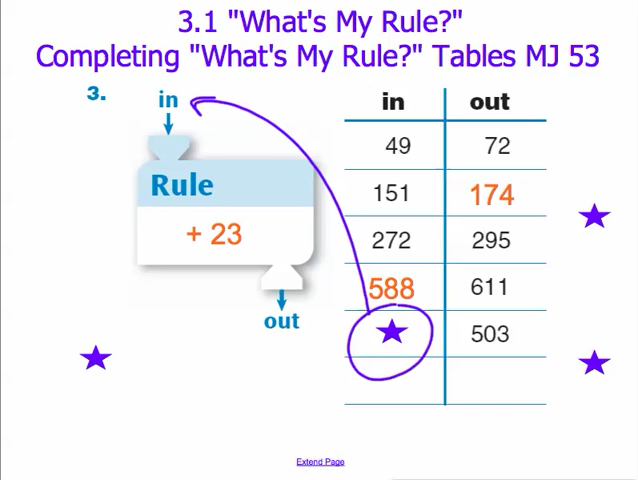 3.1 "What's My Rule?"
Completing "What's My Rule?" Tables MJ 53
3.
in
Rule
+ 23
out
in out
49 72
151 174
272 295
588 611
503
Extend Page